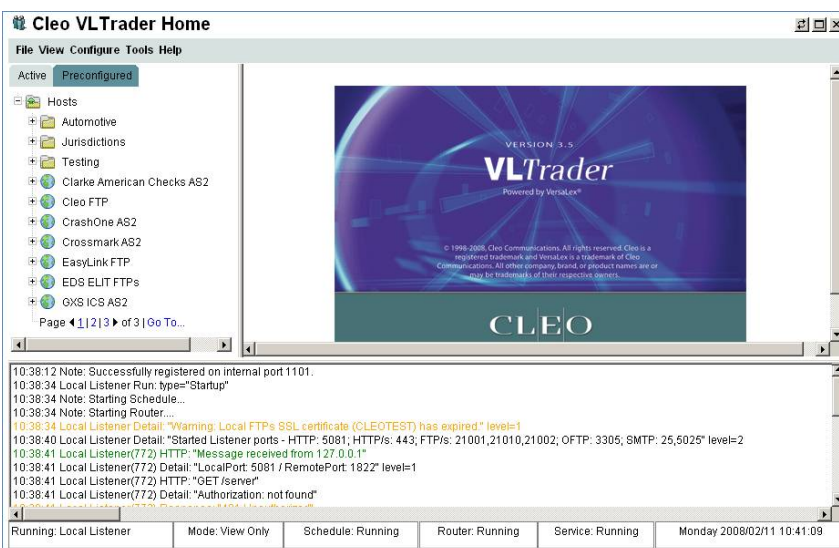 Cleo VLTrader Home
File View Configure Tools Help
Active Preconfigured
Hosts
Automotive
Jurisdictions
Testing
Clarke American Checks AS2
Cleo FTP
CrashOne AS2
Crossmark AS2
EasyLink FTP
EDS ELIT FTPs
GXS ICS AS2
Page 1|2|3 of 3|Go To...
VERSION 3.5
VLTrader
Powered by VersaLex®
© 1998-2008, Cleo Communications. All rights reserved. Cleo is a
registered trademark and VersaLex is a trademark of Cleo
Communications. All other company, brand, or product names are or
may be trademarks of their respective owners.
CLEO
10:38:12 Note: Successfully registered on internal port 1101.
10:38:34 Local Listener Run: type="Startup"
10:38:34 Note: Starting Schedule...
10:38:34 Note: Starting Router....
10:38:34 Local Listener Detail: "Warning: Local FTPs SSL certificate (CLEOTEST) has expired." level=1
10:38:40 Local Listener Detail: "Started Listener ports - HTTP: 5081; HTTP/s: 443; FTP/s: 21001,21010,21002; OFTP: 3305; SMTP: 25,5025" level=2
10:38:41 Local Listener(772) HTTP: "Message received from 127.0.0.1"
10:38:41 Local Listener(772) Detail: "LocalPort: 5081 / RemotePort: 1822" level=1
10:38:41 Local Listener(772) HTTP: "GET /server"
10:38:41 Local Listener(772) Detail: "Authorization: not found"
Running: Local Listener Mode: View Only Schedule: Running Router: Running Service: Running Monday 2008/02/11 10:41:09